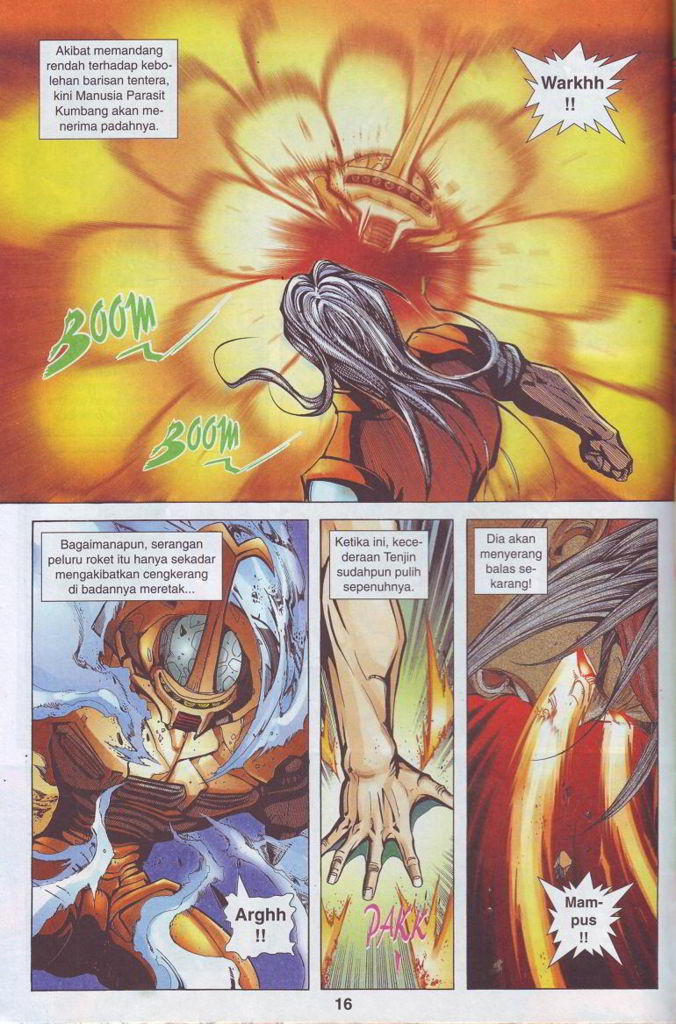 Akibat memandang
rendah terhadap kebo-
lehan barisan tentera,
kini Manusia Parasit
Kumbang akan me-
nerima padahnya.
Warkhh
!!
BOOM
BOOM
Bagaimanapun, serangan
peluru roket itu hanya sekadar
mengakibatkan cengkerang
di badannya meretak...
Arghh
!!
Ketika ini, kece-
deraan Tenjin
sudahpun pulih
sepenuhnya.
PAKK
!
Dia akan
menyerang
balas se-
karang!
Mam-
pus
!!
16